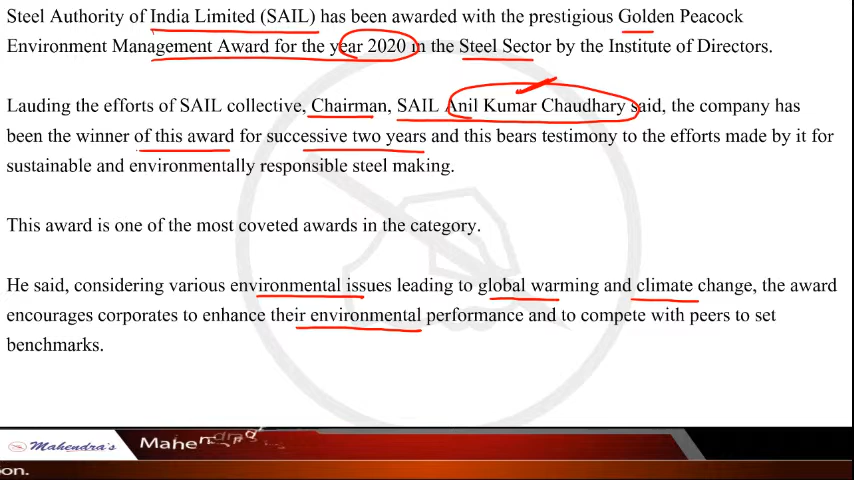 Steel Authority of India Limited (SAIL) has been awarded with the prestigious Golden Peacock
Environment Management Award for the year 2020 in the Steel Sector by the Institute of Directors.
Lauding the efforts of SAIL collective, Chairman, SAIL Anil Kumar Chaudhary said, the company has
been the winner of this award for successive two years and this bears testimony to the efforts made by it for
sustainable and environmentally responsible steel making.
This award is one of the most coveted awards in the category.
He said, considering various environmental issues leading to global warming and climate change, the award
encourages corporates to enhance their environmental performance and to compete with peers to set
benchmarks.
Mahendra's
Mahendra
on.